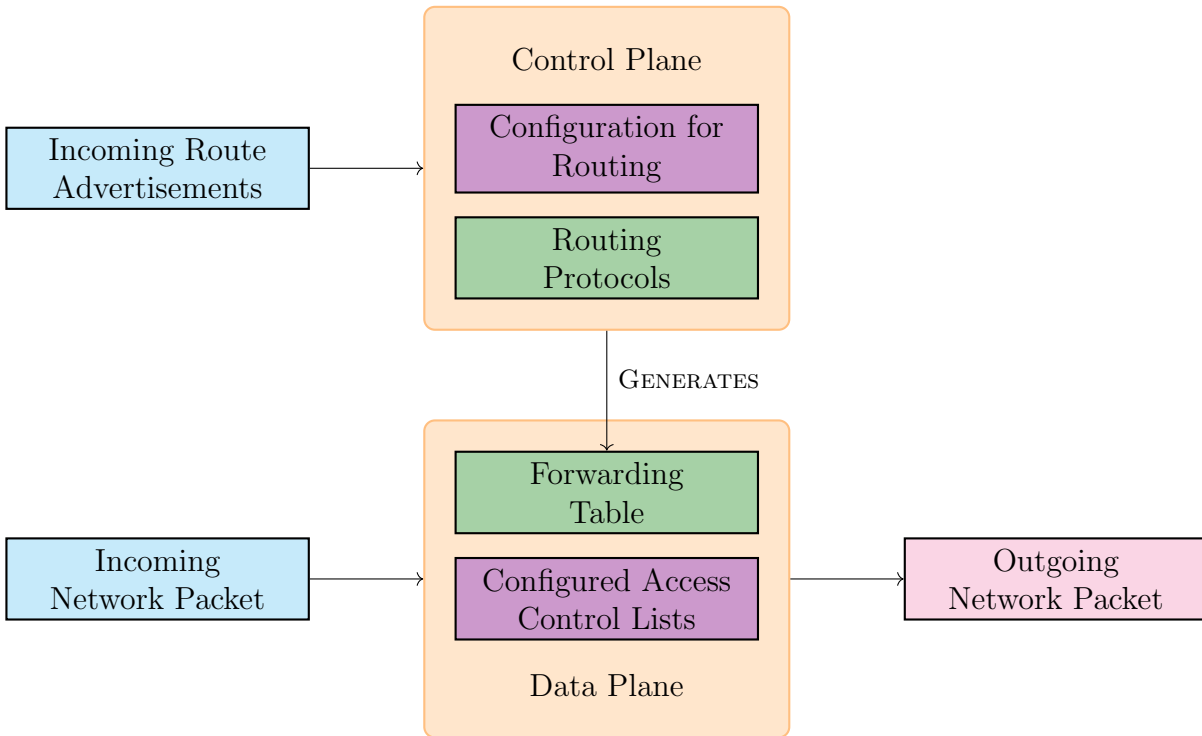 Control Plane
Configuration for
Routing
Incoming Route
Advertisements
Routing
Protocols
GENERATES
Forwarding
Table
Incoming
Network Packet
Configured Access
Control Lists
Outgoing
Network Packet
Data Plane